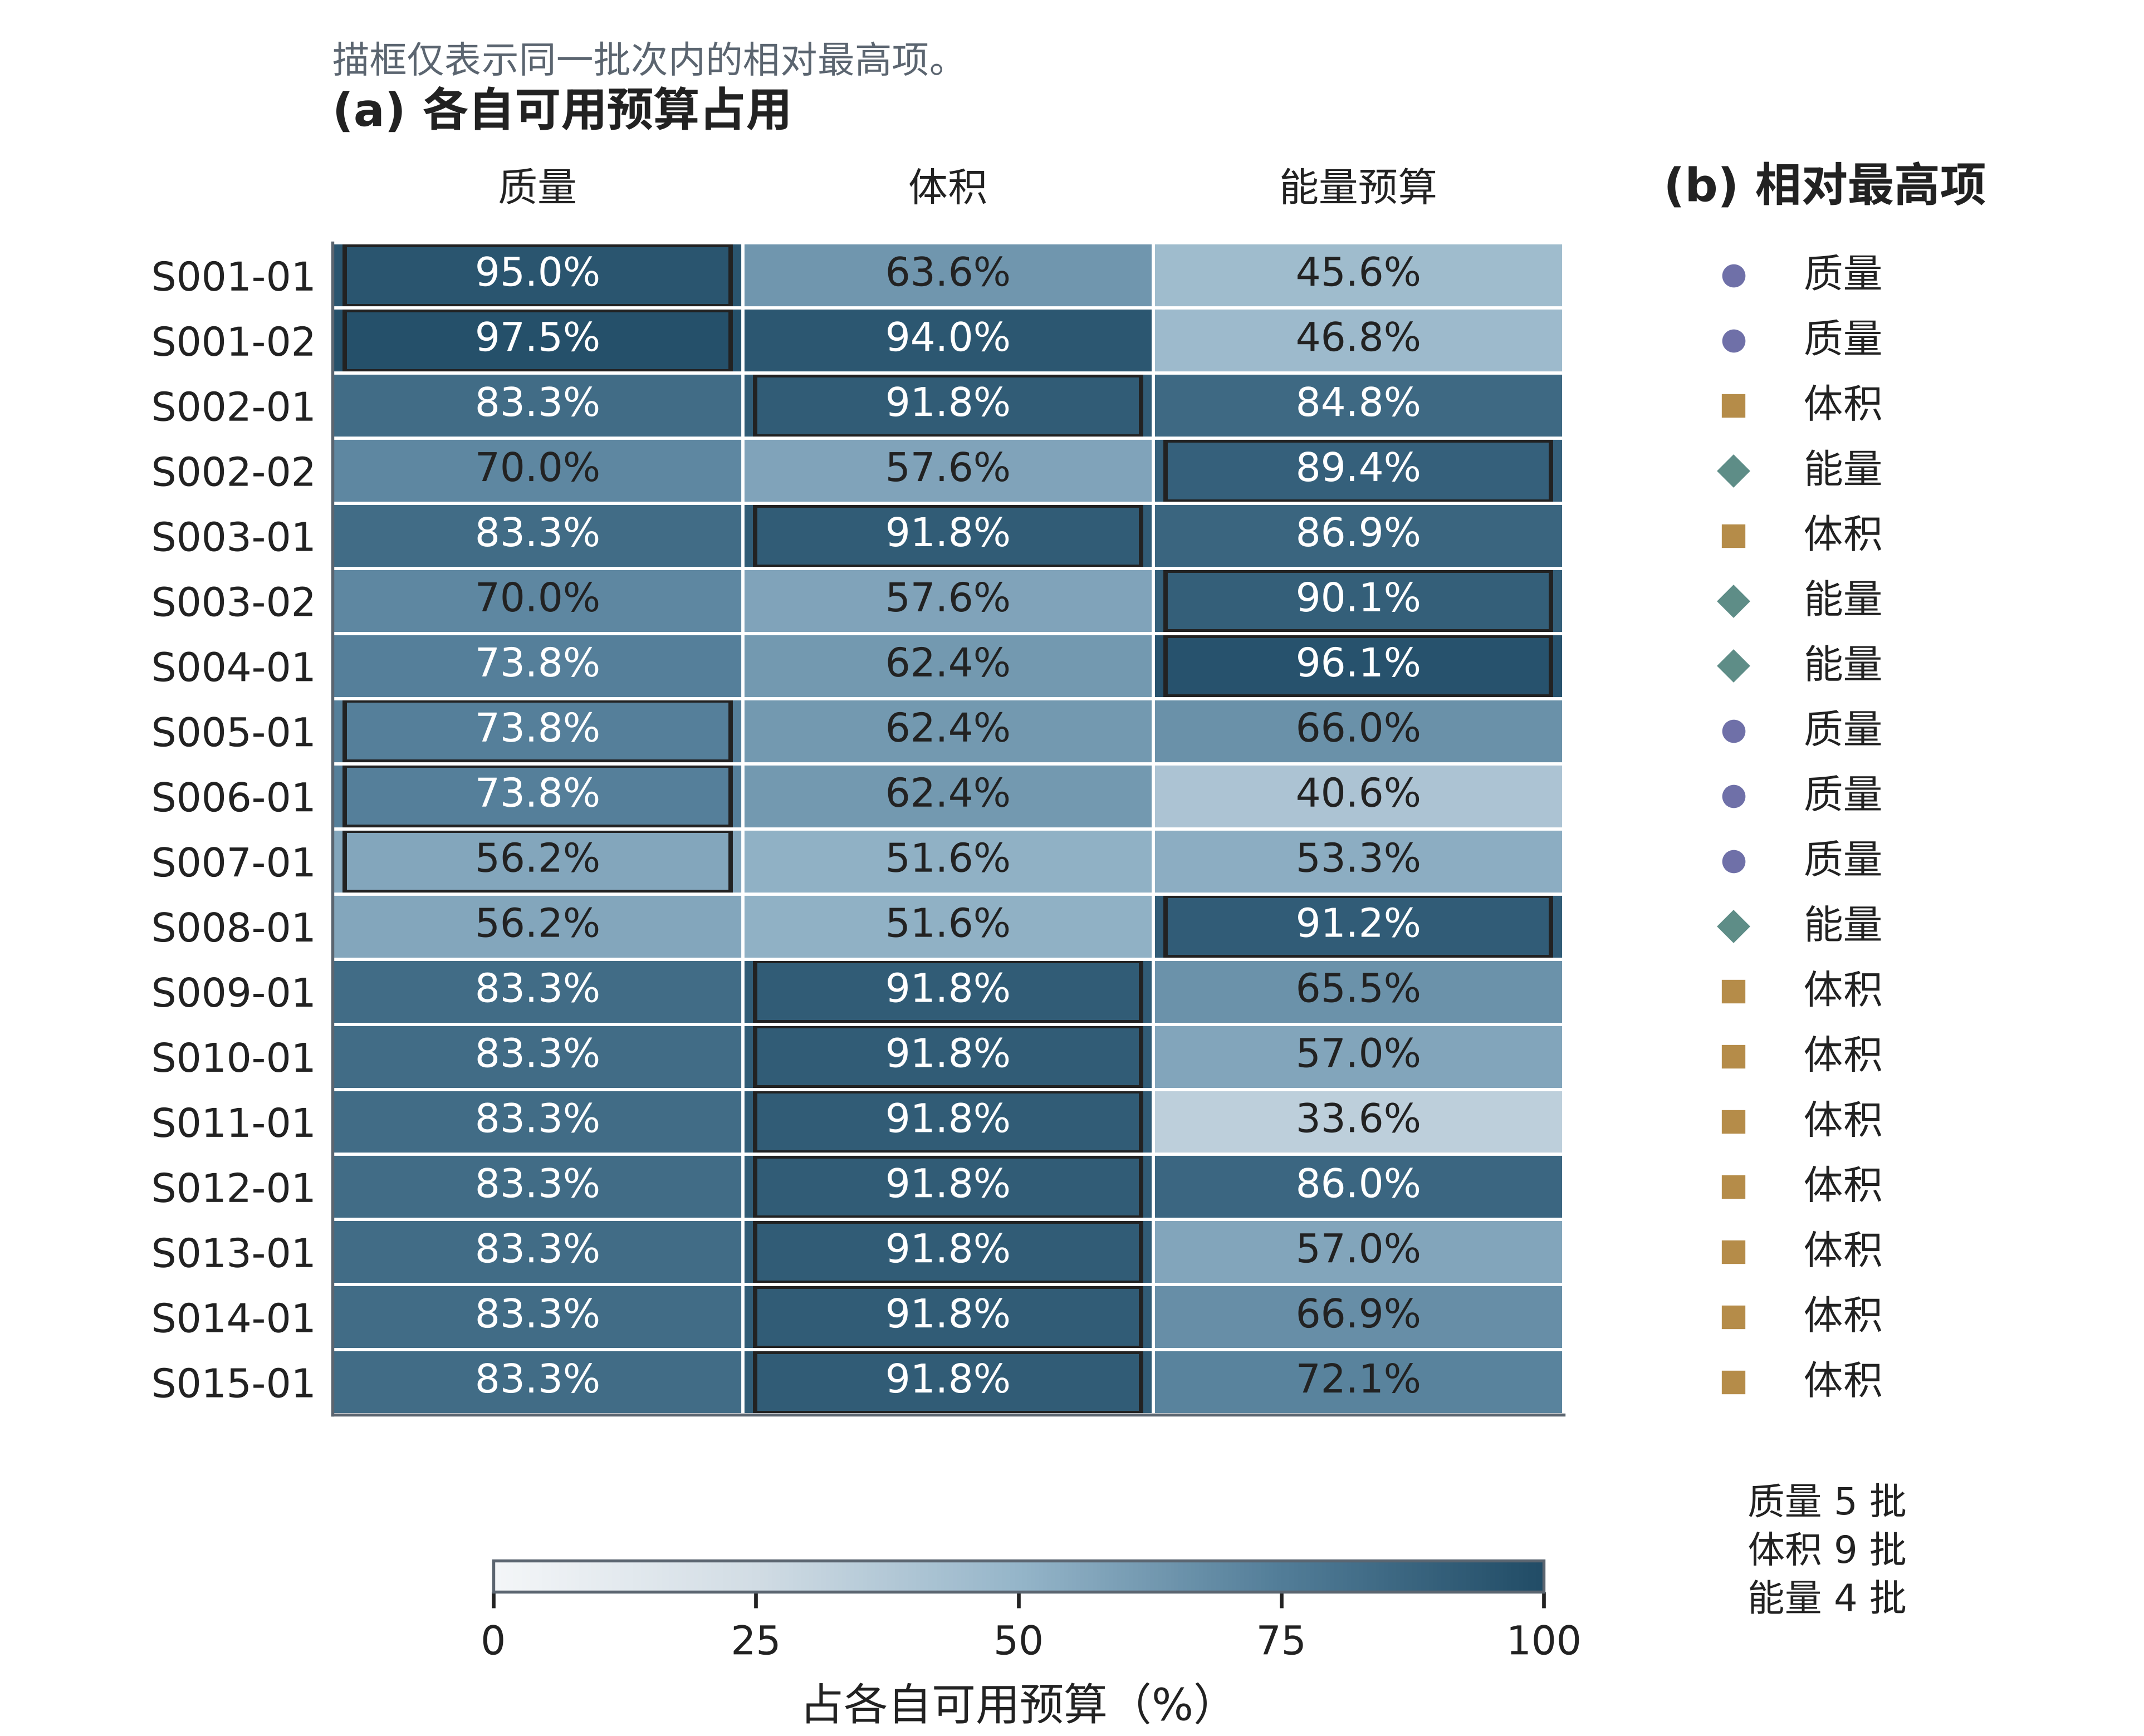 描框仅表示同一批次内的相对最高项。
(a) 各自可用预算占用
质量 体积 能量预算 (b) 相对最高项
S001-01 95.0% 63.6% 45.6% 质量
S001-02 97.5% 94.0% 46.8% 质量
S002-01 83.3% 91.8% 84.8% 体积
S002-02 70.0% 57.6% 89.4% 能量
S003-01 83.3% 91.8% 86.9% 体积
S003-02 70.0% 57.6% 90.1% 能量
S004-01 73.8% 62.4% 96.1% 能量
S005-01 73.8% 62.4% 66.0% 质量
S006-01 73.8% 62.4% 40.6% 质量
S007-01 56.2% 51.6% 53.3% 质量
S008-01 56.2% 51.6% 91.2% 能量
S009-01 83.3% 91.8% 65.5% 体积
S010-01 83.3% 91.8% 57.0% 体积
S011-01 83.3% 91.8% 33.6% 体积
S012-01 83.3% 91.8% 86.0% 体积
S013-01 83.3% 91.8% 57.0% 体积
S014-01 83.3% 91.8% 66.9% 体积
S015-01 83.3% 91.8% 72.1% 体积
质量 5 批
体积 9 批
能量 4 批
0 25 50 75 100
占各自可用预算（%）